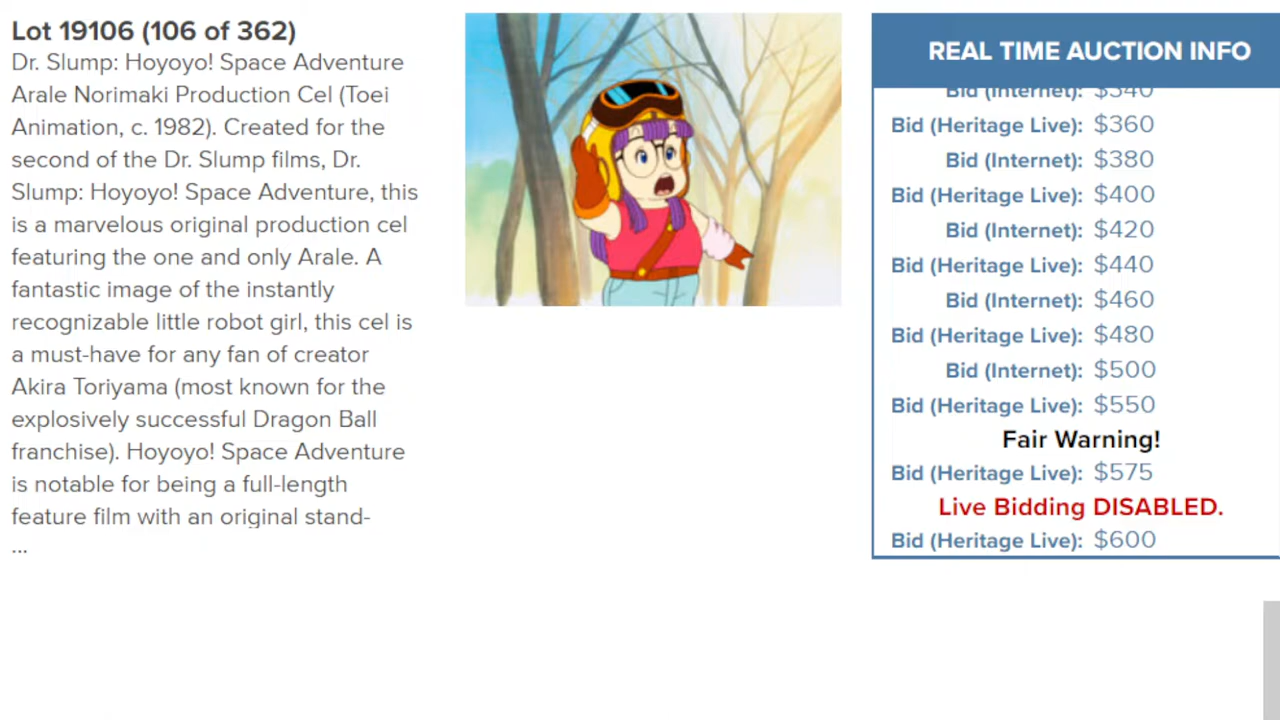 Lot 19106 (106 of 362)
Dr. Slump: Hoyoyo! Space Adventure
Arale Norimaki Production Cel (Toei
Animation, c. 1982). Created for the
second of the Dr. Slump films, Dr.
Slump: Hoyoyo! Space Adventure, this
is a marvelous original production cel
featuring the one and only Arale. A
fantastic image of the instantly
recognizable little robot girl, this cel is
a must-have for any fan of creator
Akira Toriyama (most known for the
explosively successful Dragon Ball
franchise). Hoyoyo! Space Adventure
is notable for being a full-length
feature film with an original stand-
...
REAL TIME AUCTION INFO
Bid (Internet): $340
Bid (Heritage Live): $360
Bid (Internet): $380
Bid (Heritage Live): $400
Bid (Internet): $420
Bid (Heritage Live): $440
Bid (Internet): $460
Bid (Heritage Live): $480
Bid (Internet): $500
Bid (Heritage Live): $550
Fair Warning!
Bid (Heritage Live): $575
Live Bidding DISABLED.
Bid (Heritage Live): $600